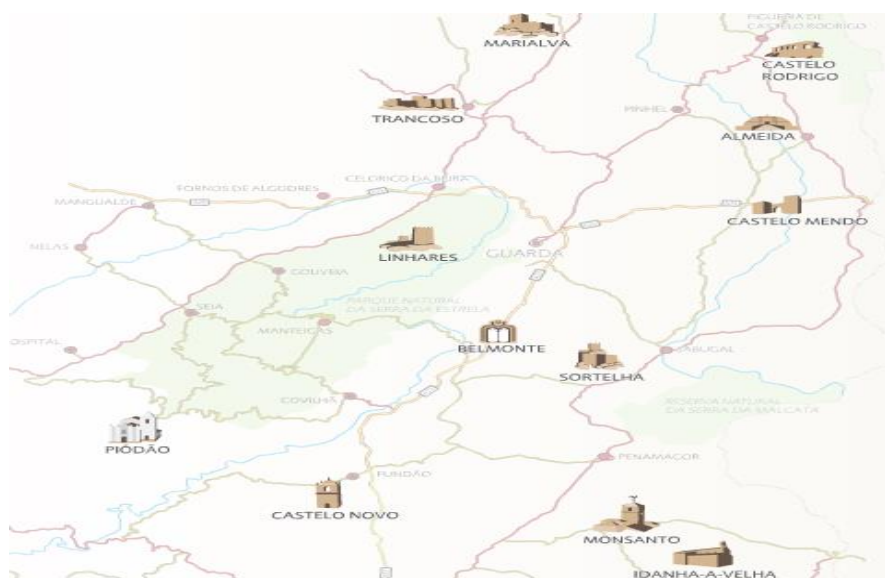 MARIALVA
FIGUEIRA DE
CASTELO RODRIGO
CASTELO
RODRIGO
TRANCOSO
PINHEL
ALMEIDA
CELORICO DA BEIRA
FORNOS DE ALGODRES
MANGUALDE
CASTELO MENDO
NELAS
LINHARES
GUARDA
GOUVEIA
SEIA
PARQUE NATURAL
DA SERRA DA ESTRELA
MANTEIGAS
OSPITAL
BELMONTE
SABUGAL
SORTELHA
COVILHÃ
RESERVA NATURAL
DA SERRA DA MALCATA
PIÓDÃO
PENAMACOR
FUNDÃO
CASTELO NOVO
MONSANTO
IDANHA-A-VELHA